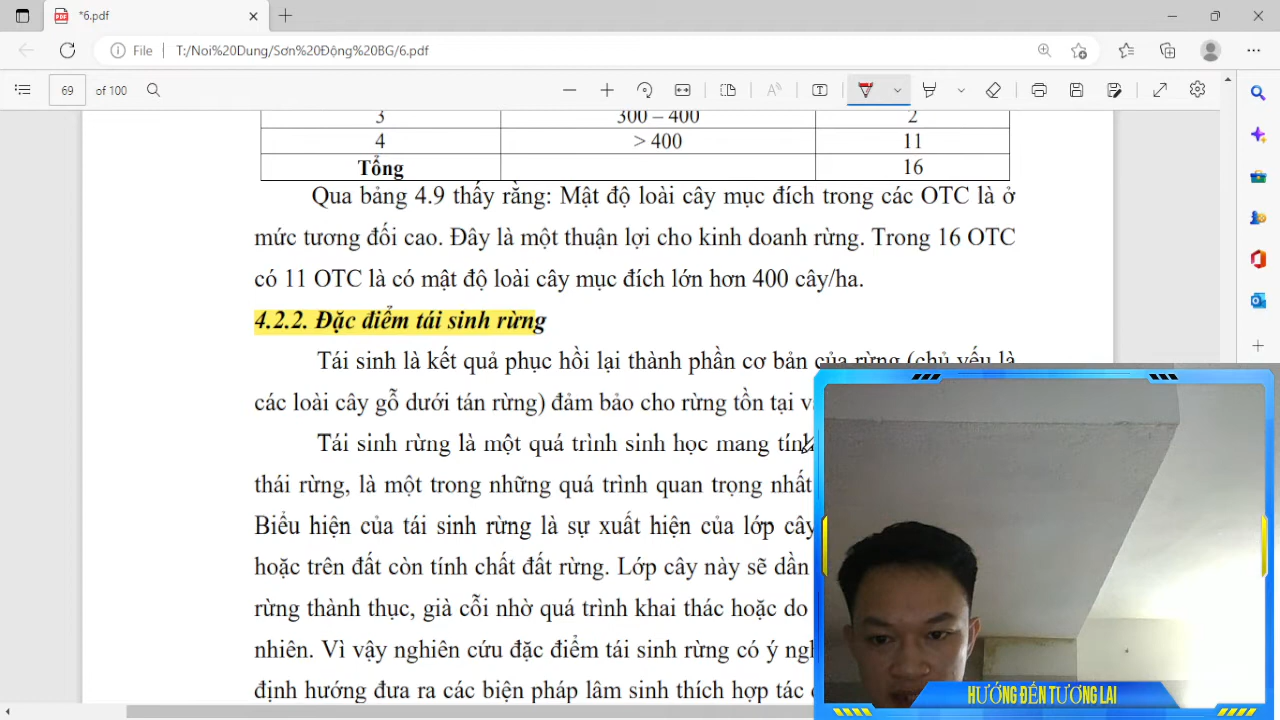 *6.pdf
File T:/Noi%20Dung/Sơn%20Động%20BG/6.pdf
69 of 100
3 300 – 400 2
4 > 400 11
Tổng 16
Qua bảng 4.9 thấy rằng: Mật độ loài cây mục đích trong các OTC là ở
mức tương đối cao. Đây là một thuận lợi cho kinh doanh rừng. Trong 16 OTC
có 11 OTC là có mật độ loài cây mục đích lớn hơn 400 cây/ha.
4.2.2. Đặc điểm tái sinh rừng
Tái sinh là kết quả phục hồi lại thành phần cơ bản của rừng (chủ yếu là
các loài cây gỗ dưới tán rừng) đảm bảo cho rừng tồn tại
Tái sinh rừng là một quá trình sinh học mang
thái rừng, là một trong những quá trình quan trọng nhất
Biểu hiện của tái sinh rừng là sự xuất hiện của lớp cây
hoặc trên đất còn tính chất đất rừng. Lớp cây này sẽ dần
rừng thành thục, già cỗi nhờ quá trình khai thác hoặc do
nhiên. Vì vậy nghiên cứu đặc điểm tái sinh rừng có ý
định hướng đưa ra các biện pháp lâm sinh thích hợp tác
HƯỚNG ĐẾN TƯƠNG LAI